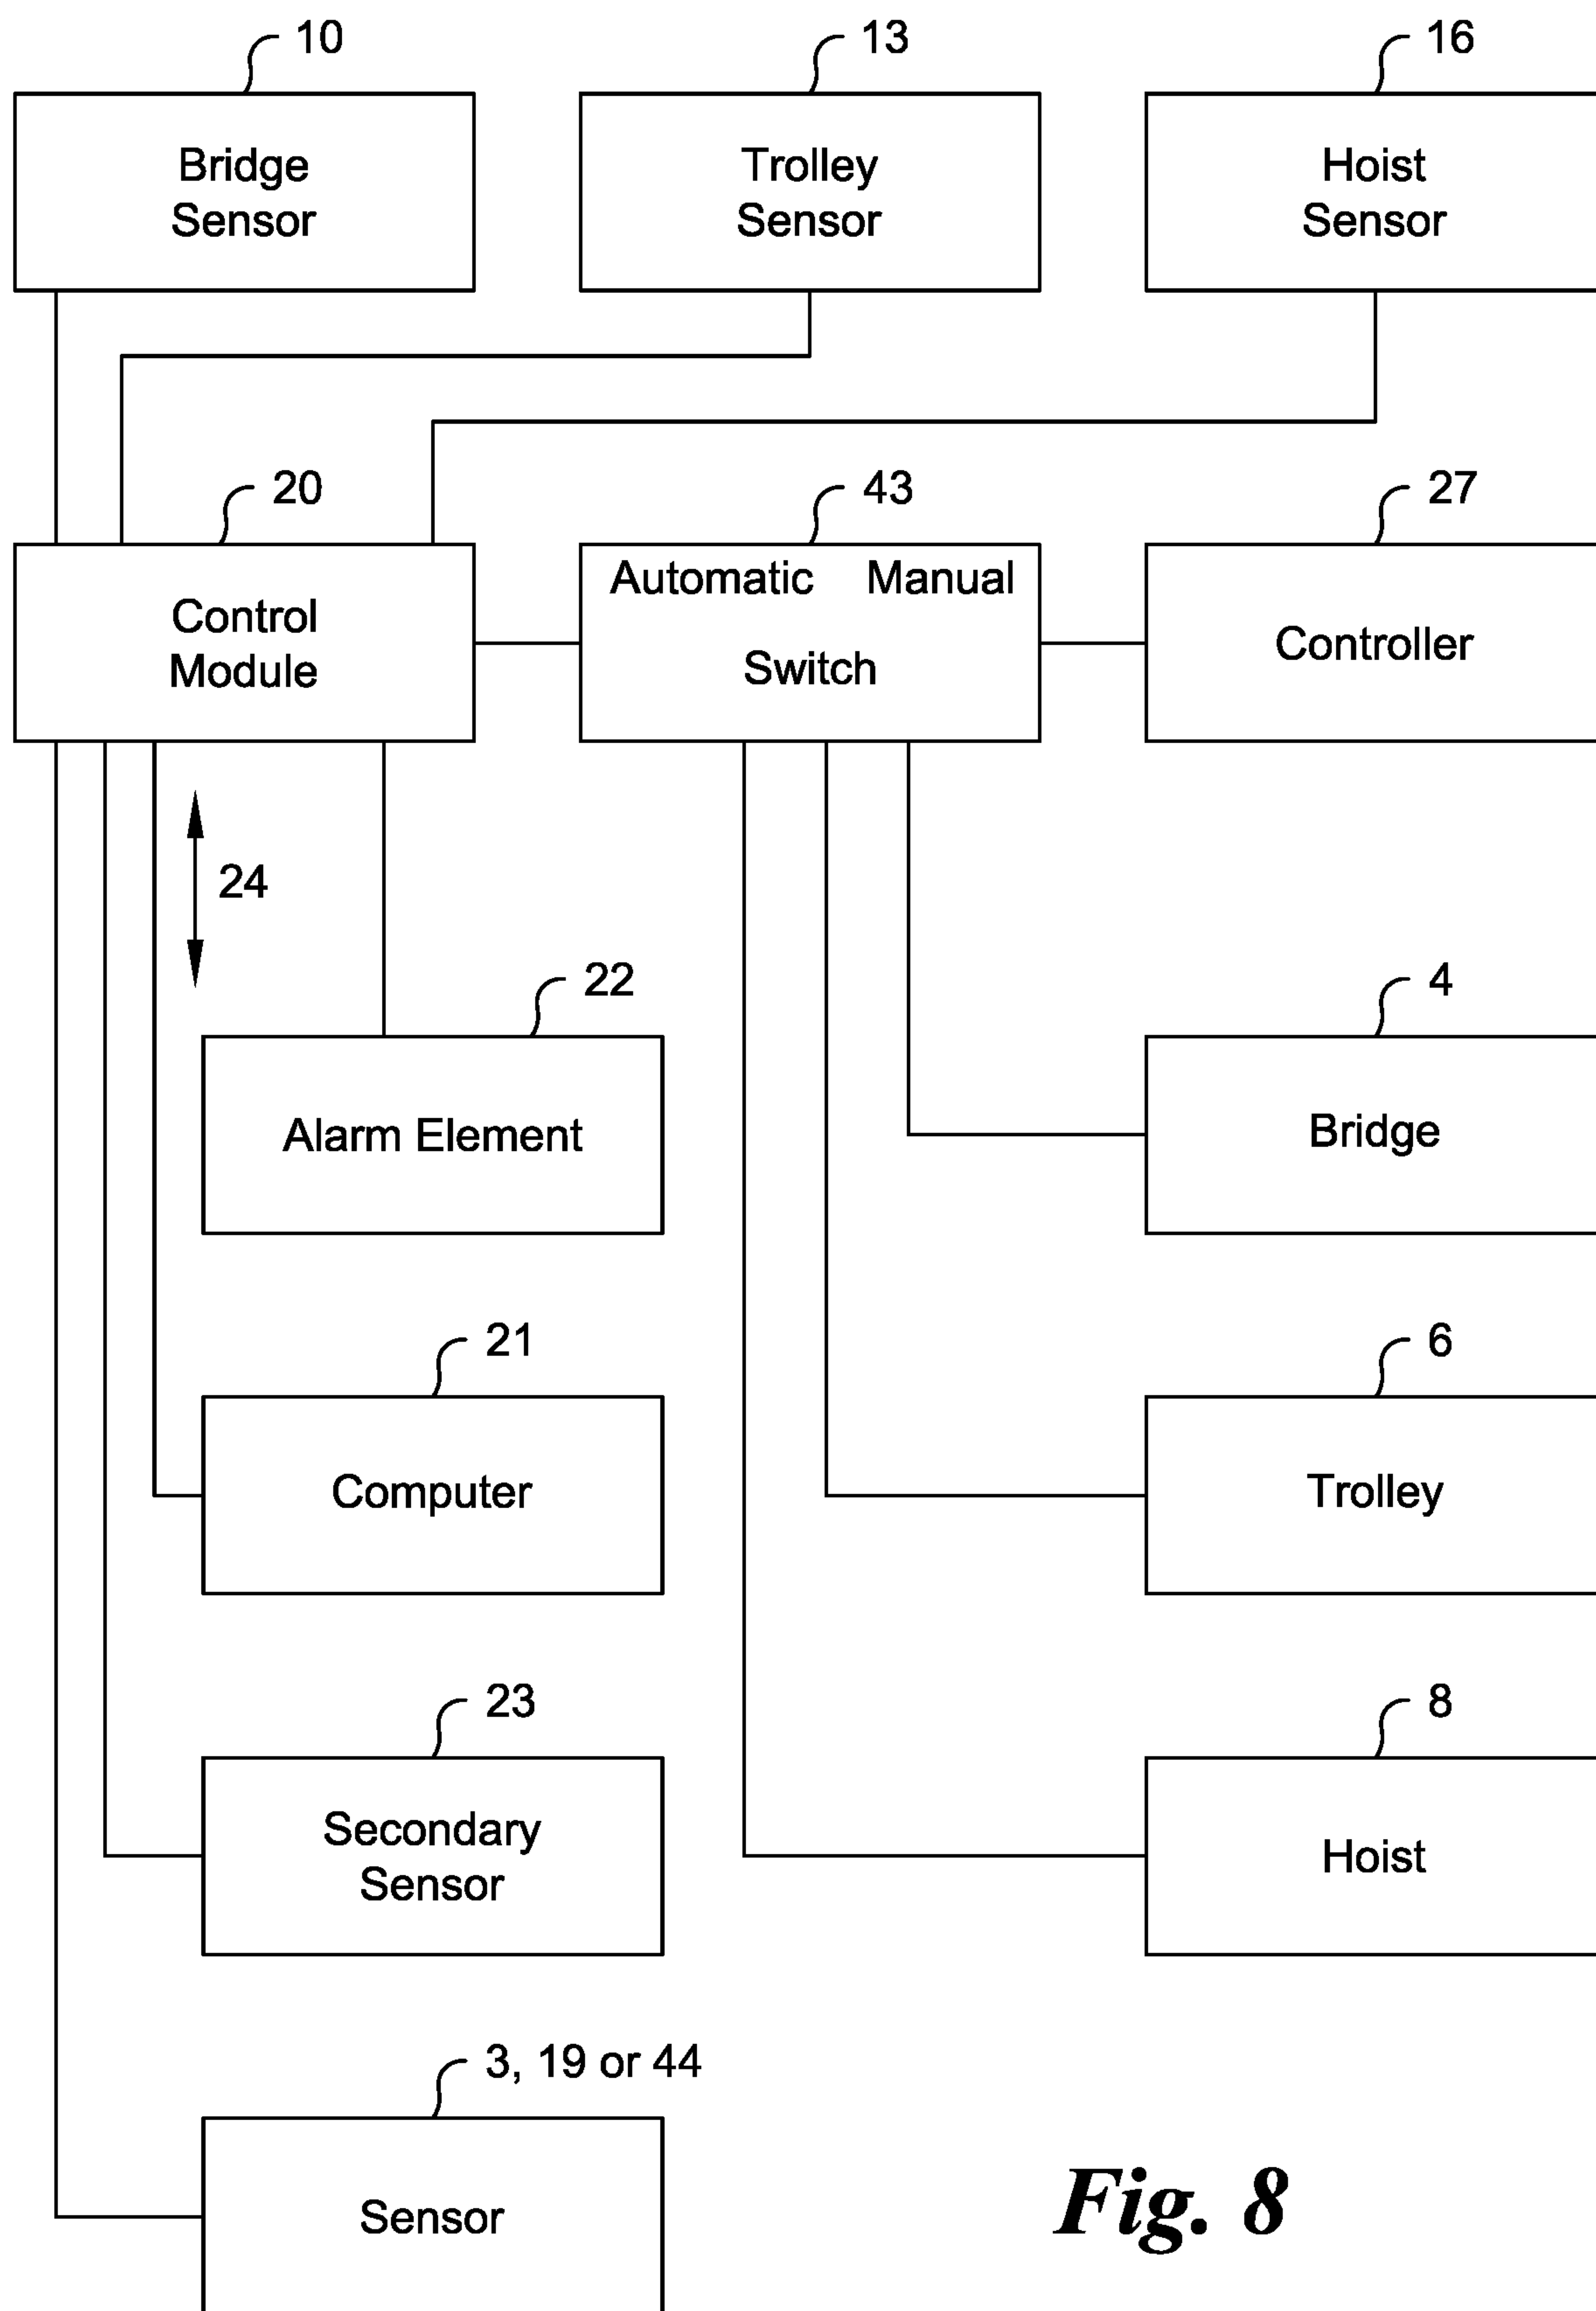 10
13
16
Bridge
Sensor
Trolley
Sensor
Hoist
Sensor
20
43
27
Control
Module
Automatic Manual
Switch
Controller
24
22
4
Alarm Element
Bridge
21
6
Computer
Trolley
23
8
Secondary
Sensor
Hoist
3, 19 or 44
Sensor
Fig. 8